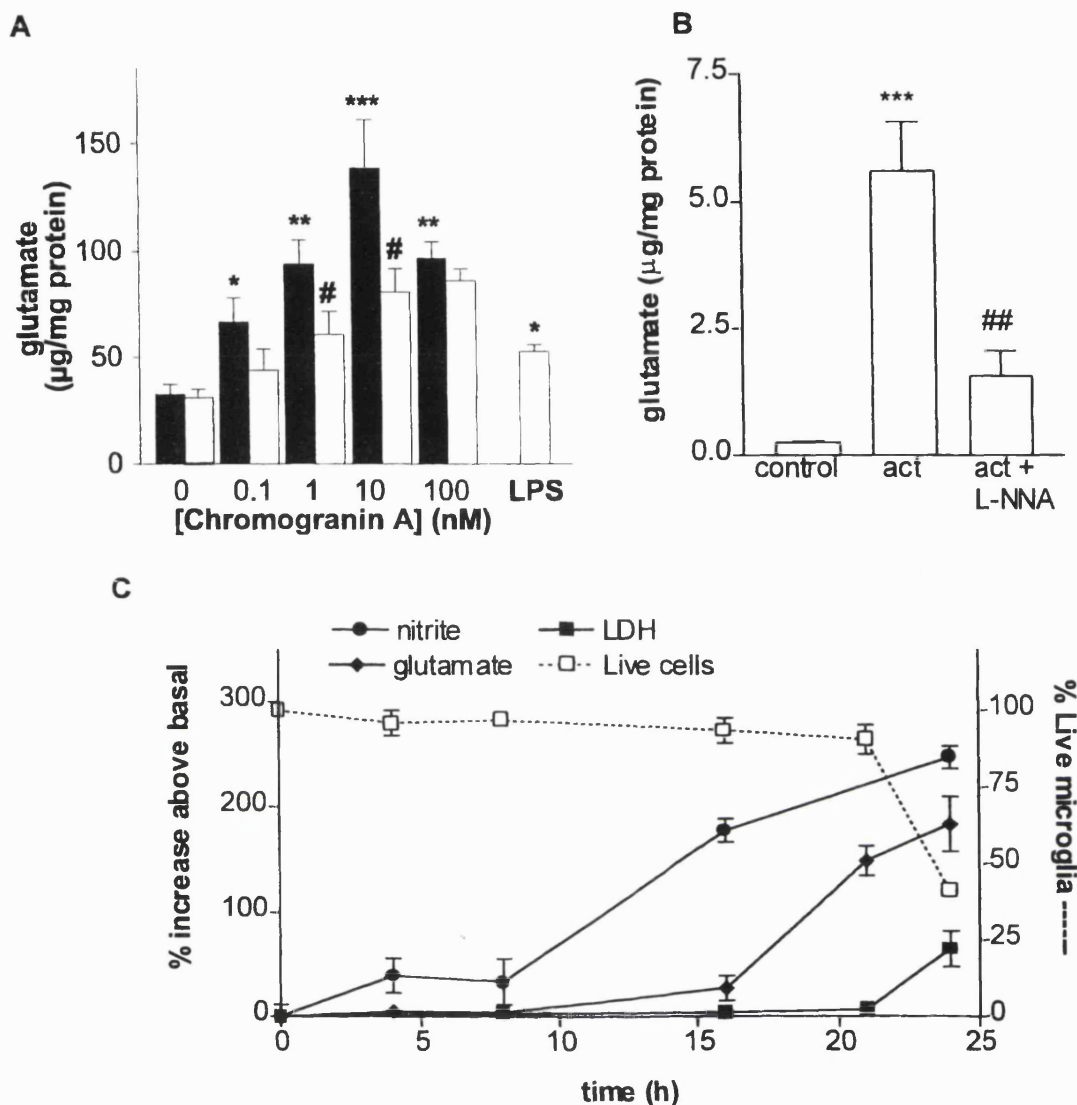 A
glutamate
(µg/mg protein)
150
100
50
0
*
**
#
***
#
**
*
0 0.1 1 10 100 LPS
[Chromogranin A] (nM)
B
glutamate (µg/mg protein)
7.5
5.0
2.5
0.0
***
##
control act act +
L-NNA
C
nitrite LDH
glutamate Live cells
% increase above basal
300
200
100
0
100
75
50
25
0
% Live microglia -----
0 5 10 15 20 25
time (h)